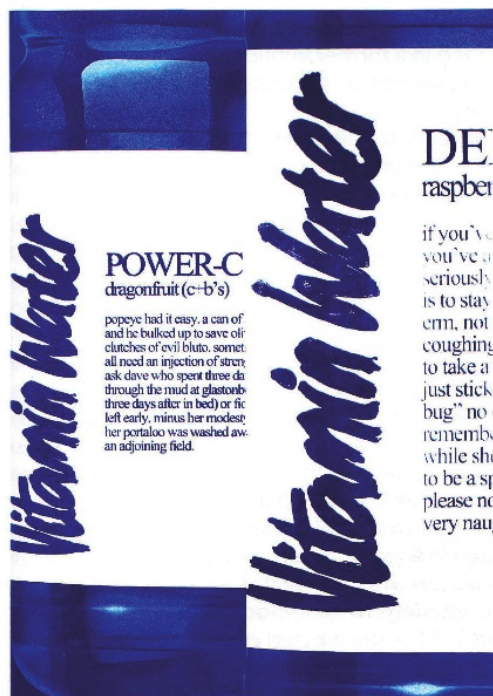 Vitamin Water
POWER-C
dragonfruit (c+b's)
popeye had it easy. a can of
and he bulked up to save oli
clutches of evil bluto. somet
all need an injection of stren
ask dave who spent three da
through the mud at glastonb
three days after in bed) or fic
left early, minus her modest
her portaloo was washed aw
an adjoining field.
Vitamin Water
DE
raspber
if you'v
you've a
seriously
is to stay
erm, not
coughing
to take a
just stick
bug" no
remembe
while she
to be a sp
please no
very naug